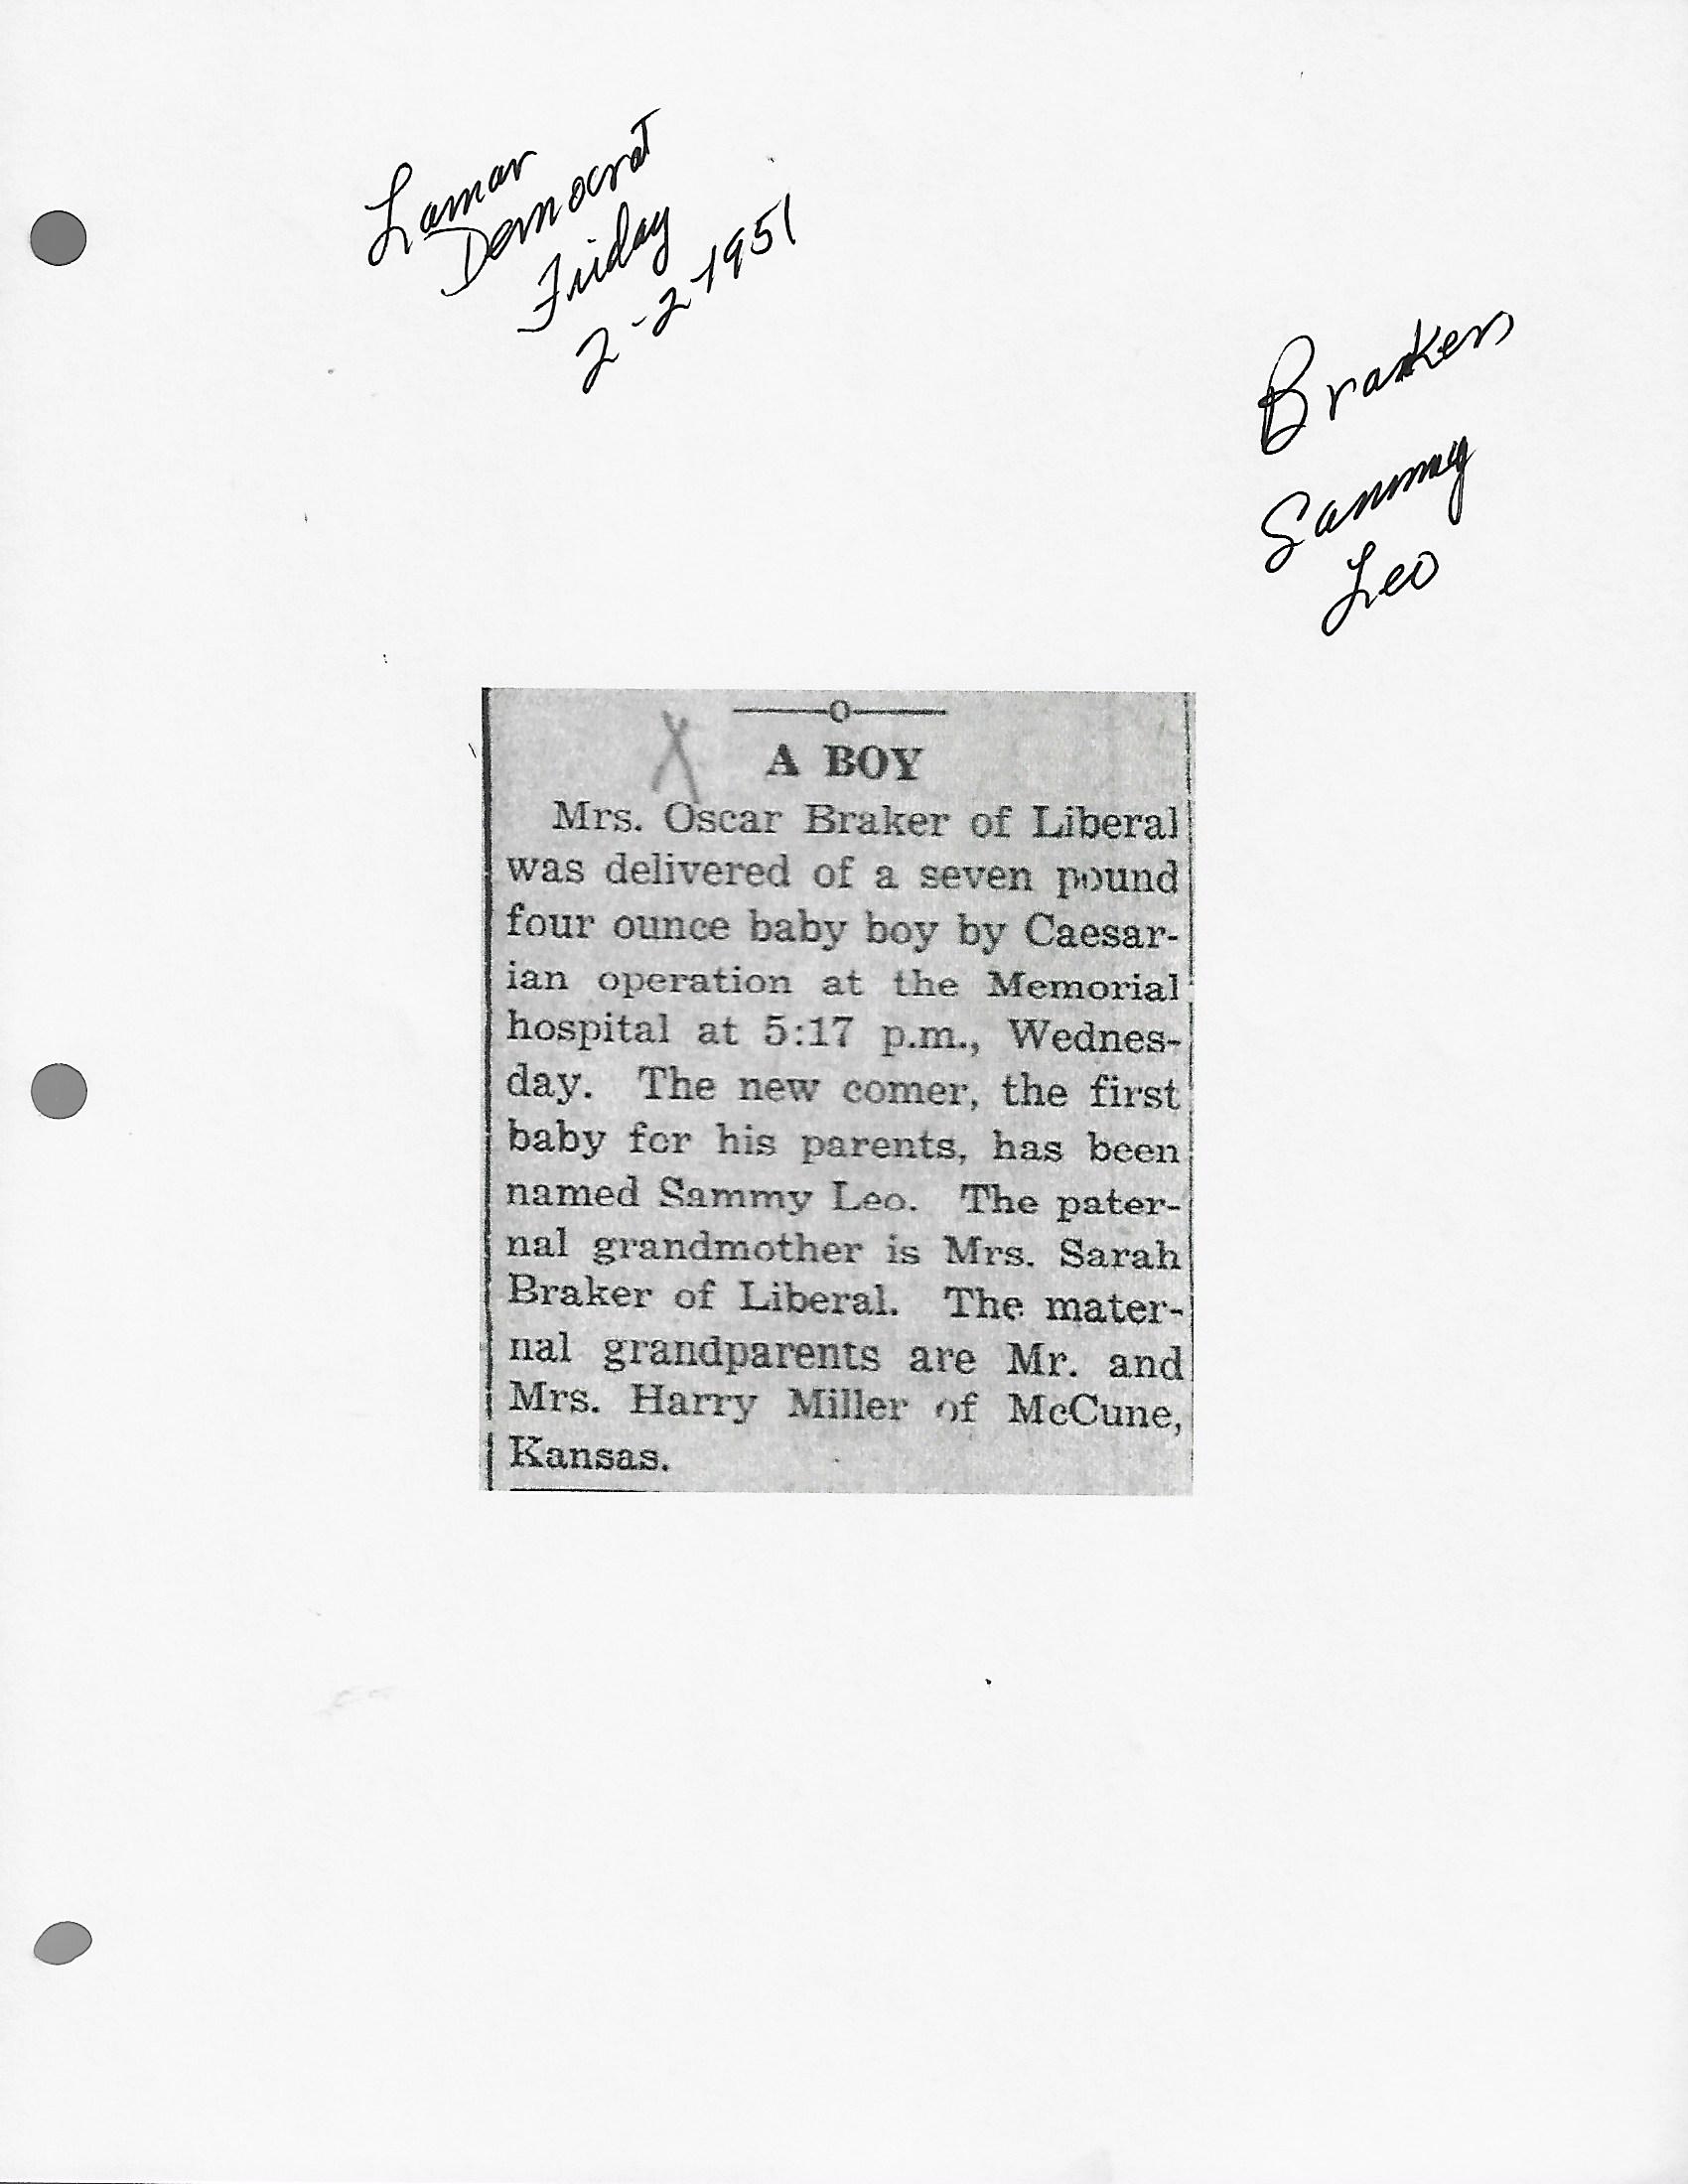 Lamar
Democrat
Friday
2-2-1951
Braker
Sammy
Leo
X
A BOY
Mrs. Oscar Braker of Liberal
was delivered of a seven pound
four ounce baby boy by Caesar-
ian operation at the Memorial
hospital at 5:17 p.m., Wednes-
day. The new comer, the first
baby for his parents, has been
named Sammy Leo. The pater-
nal grandmother is Mrs. Sarah
Braker of Liberal. The mater-
nal grandparents are Mr. and
Mrs. Harry Miller of McCune,
Kansas.